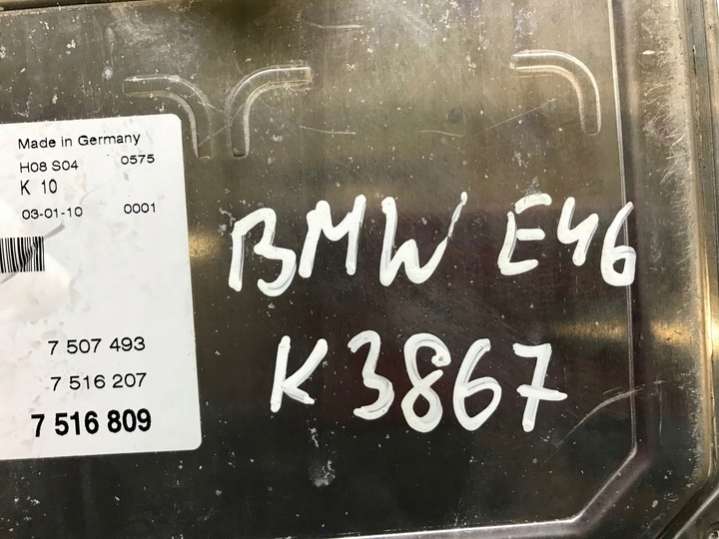 Made in Germany
H08 S04 0575
K 10
03-01-10 0001
7 507 493
7 516 207
7 516 809
BMW E46
K3867